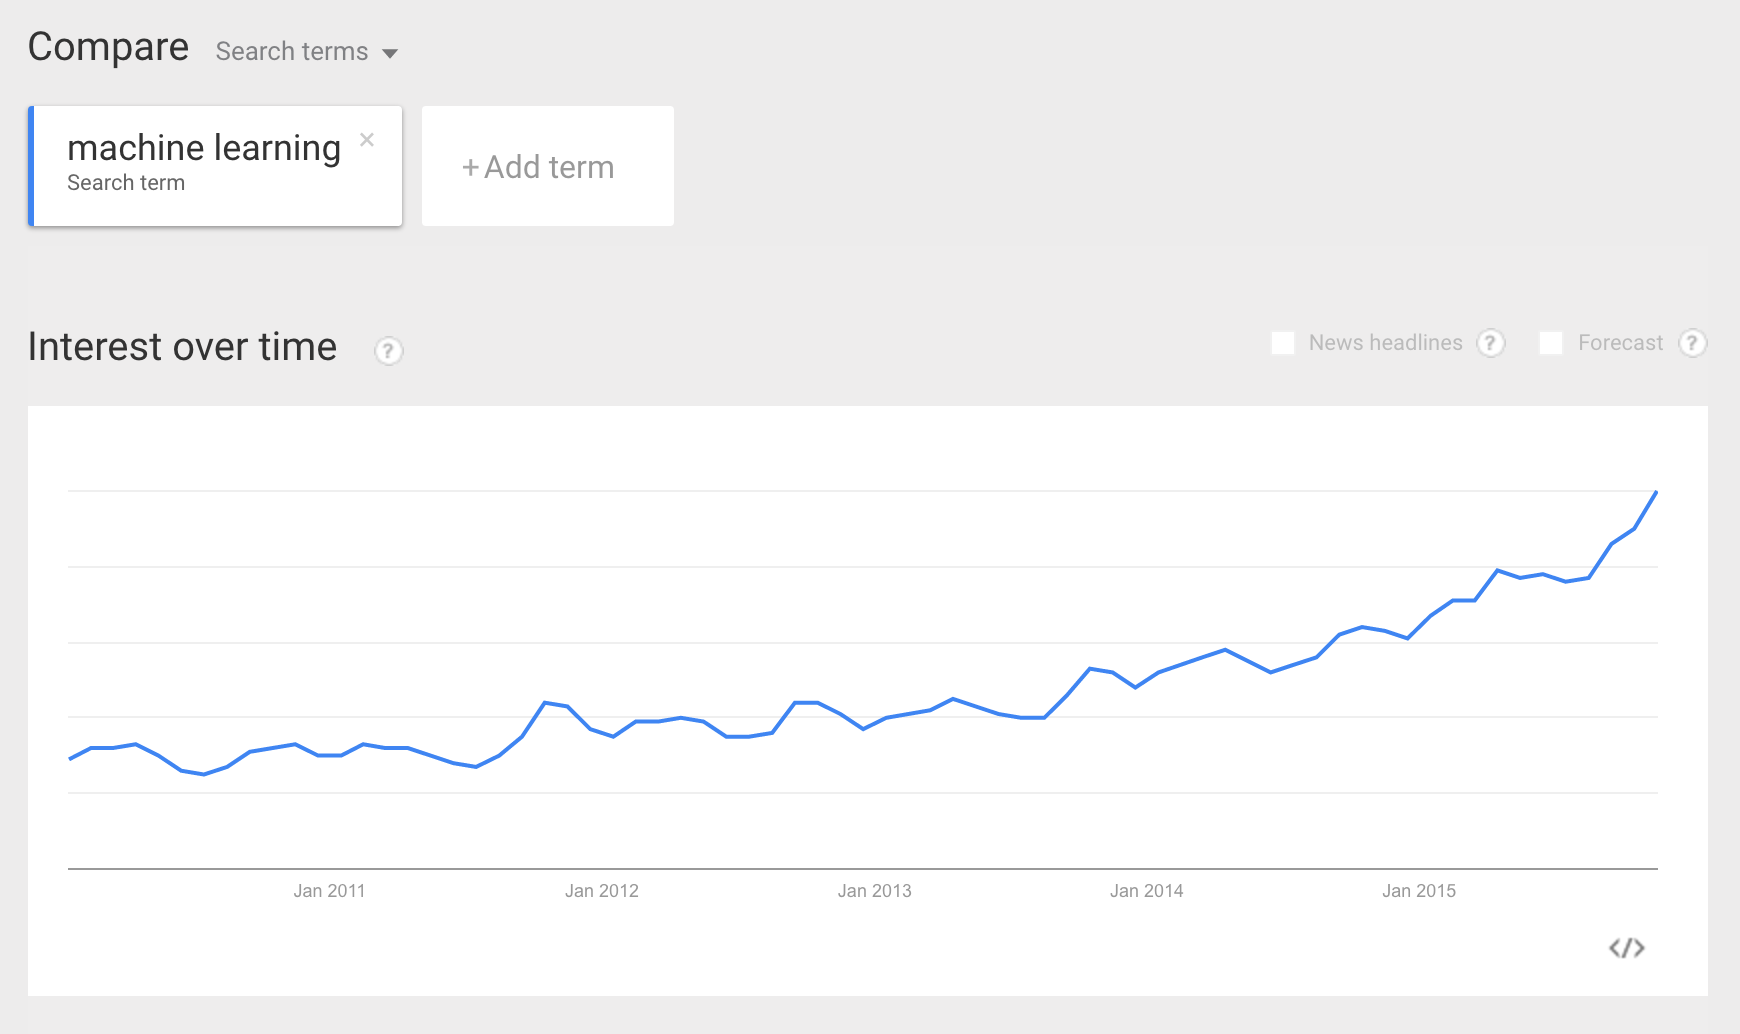 Compare Search terms
machine learning ×
Search term
+ Add term
Interest over time ?
News headlines ? Forecast ?
Jan 2011 Jan 2012 Jan 2013 Jan 2014 Jan 2015
</>